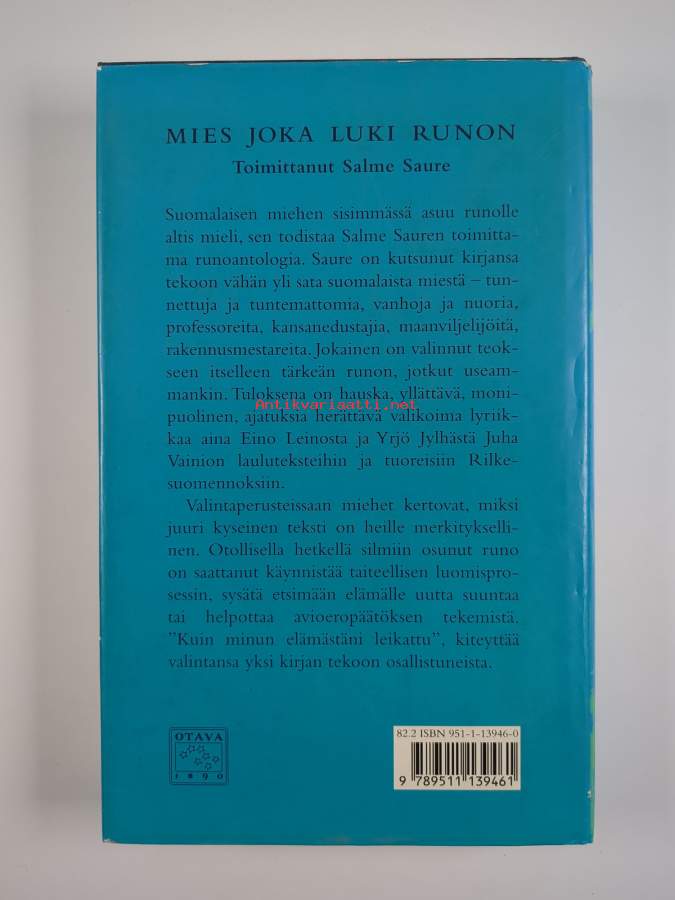 MIES JOKA LUKI RUNON
Toimittanut Salme Saure
Suomalaisen miehen sisimmässä asuu runolle
altis mieli, sen todistaa Salme Sauren toimitta-
ma runoantologia. Saure on kutsunut kirjansa
tekoon vähän yli sata suomalaista miestä – tun-
nettuja ja tuntemattomia, vanhoja ja nuoria,
professoreita, kansanedustajia, maanviljelijöitä,
rakennusmestareita. Jokainen on valinnut teok-
seen itselleen tärkeän runon, jotkut useam-
mankin. Tuloksena on hauska, yllättävä, moni-
Antikvariaatti.net
puolinen, ajatuksia herättävä valikoima lyriik-
kaa aina Eino Leinosta ja Yrjö Jylhästä Juha
Vainion lauluteksteihin ja tuoreisiin Rilke-
suomennoksiin.
Valintaperusteissaan miehet kertovat, miksi
juuri kyseinen teksti on heille merkitykselli-
nen. Otollisella hetkellä silmiin osunut runo
on saattanut käynnistää taiteellisen luomispro-
sessin, sysätä etsimään elämälle uutta suuntaa
tai helpottaa avioeropäätöksen tekemistä.
”Kuin minun elämästäni leikattu”, kiteyttää
valintansa yksi kirjan tekoon osallistuneista.
OTAVA
1890
82.2 ISBN 951-1-13946-0
9 789511 139461